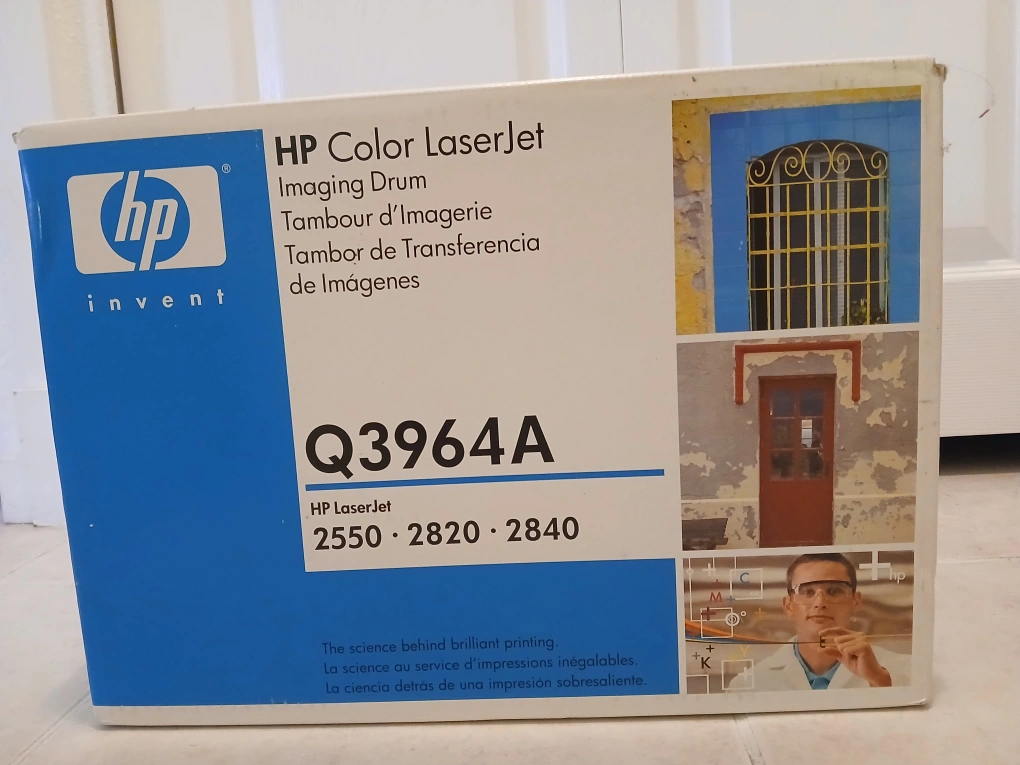 hp
®
invent
HP Color LaserJet
Imaging Drum
Tambour d'Imagerie
Tambor de Transferencia
de Imágenes
Q3964A
HP LaserJet
2550 · 2820 · 2840
The science behind brilliant printing.
La science au service d'impressions inégalables.
La ciencia detrás de una impresión sobresaliente.
hp
C
M
Y
K